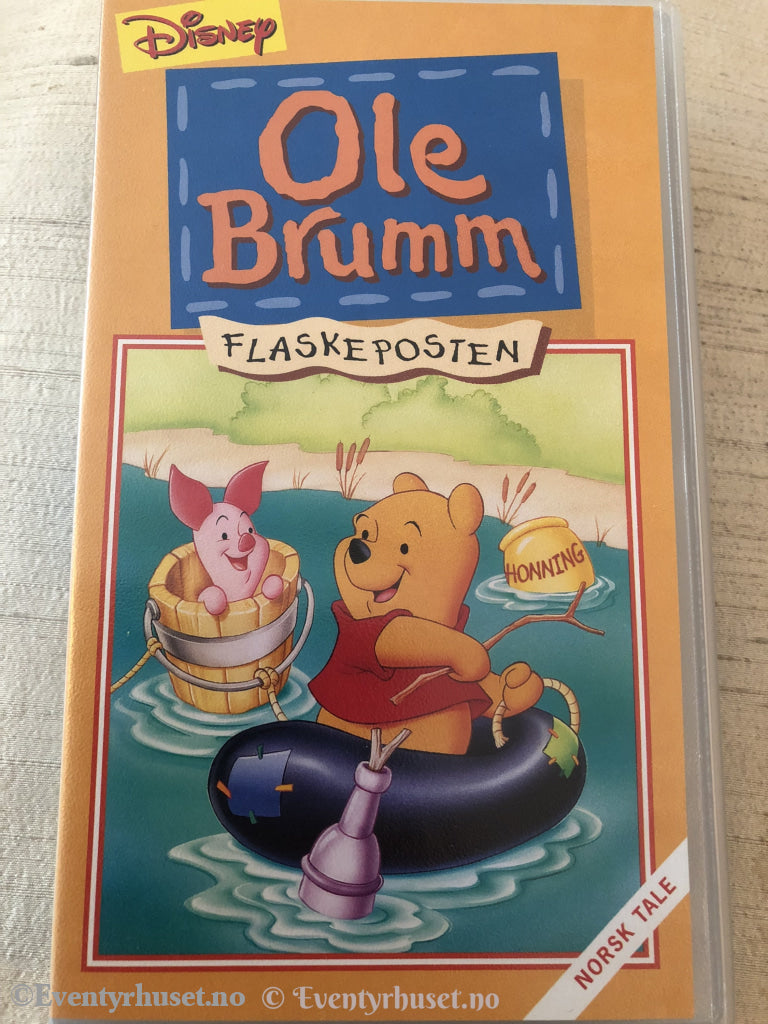 Disney
Ole
Brumm
FLASKEPOSTEN
HONNING
NORSK TALE
©Eventyrhuset.no © Eventyrhuset.no